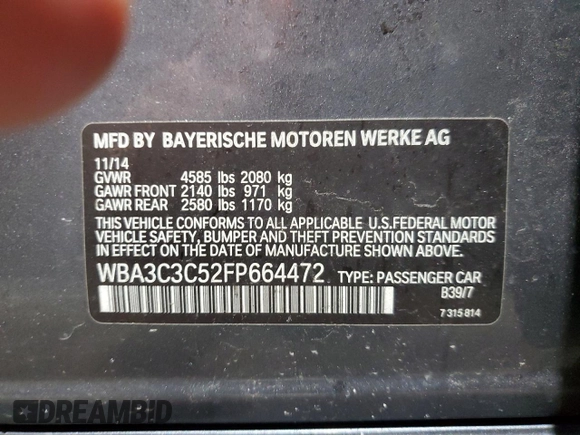 MFD BY BAYERISCHE MOTOREN WERKE AG
11/14
GVWR 4585 lbs 2080 kg
GAWR FRONT 2140 lbs 971 kg
GAWR REAR 2580 lbs 1170 kg
THIS VEHICLE CONFORMS TO ALL APPLICABLE U.S.FEDERAL MOTOR
VEHICLE SAFETY, BUMPER AND THEFT PREVENTION STANDARDS
IN EFFECT ON THE DATE OF MANUFACTURE SHOWN ABOVE.
WBA3C3C52FP664472 TYPE: PASSENGER CAR
B39/7
7 315 814
DREAMBID